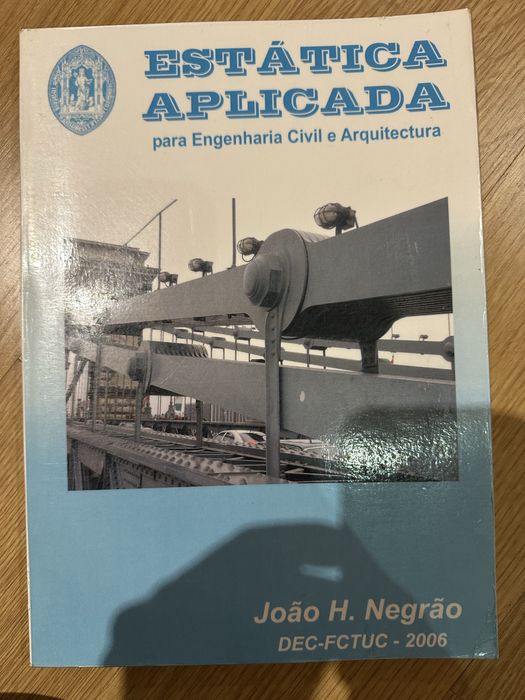 ESTÁTICA
APLICADA
para Engenharia Civil e Arquitectura
João H. Negrão
DEC-FCTUC - 2006